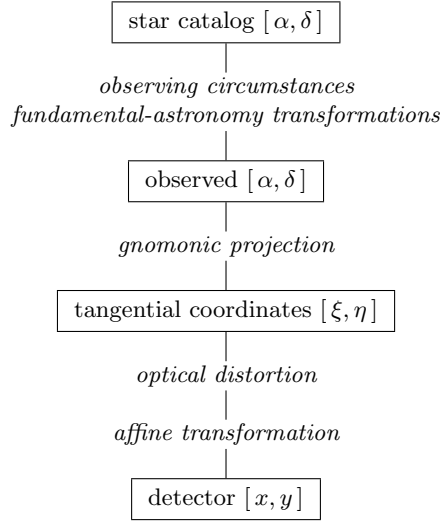 star catalog [ α, δ ]
observing circumstances
fundamental-astronomy transformations
observed [ α, δ ]
gnomonic projection
tangential coordinates [ ξ, η ]
optical distortion
affine transformation
detector [ x, y ]